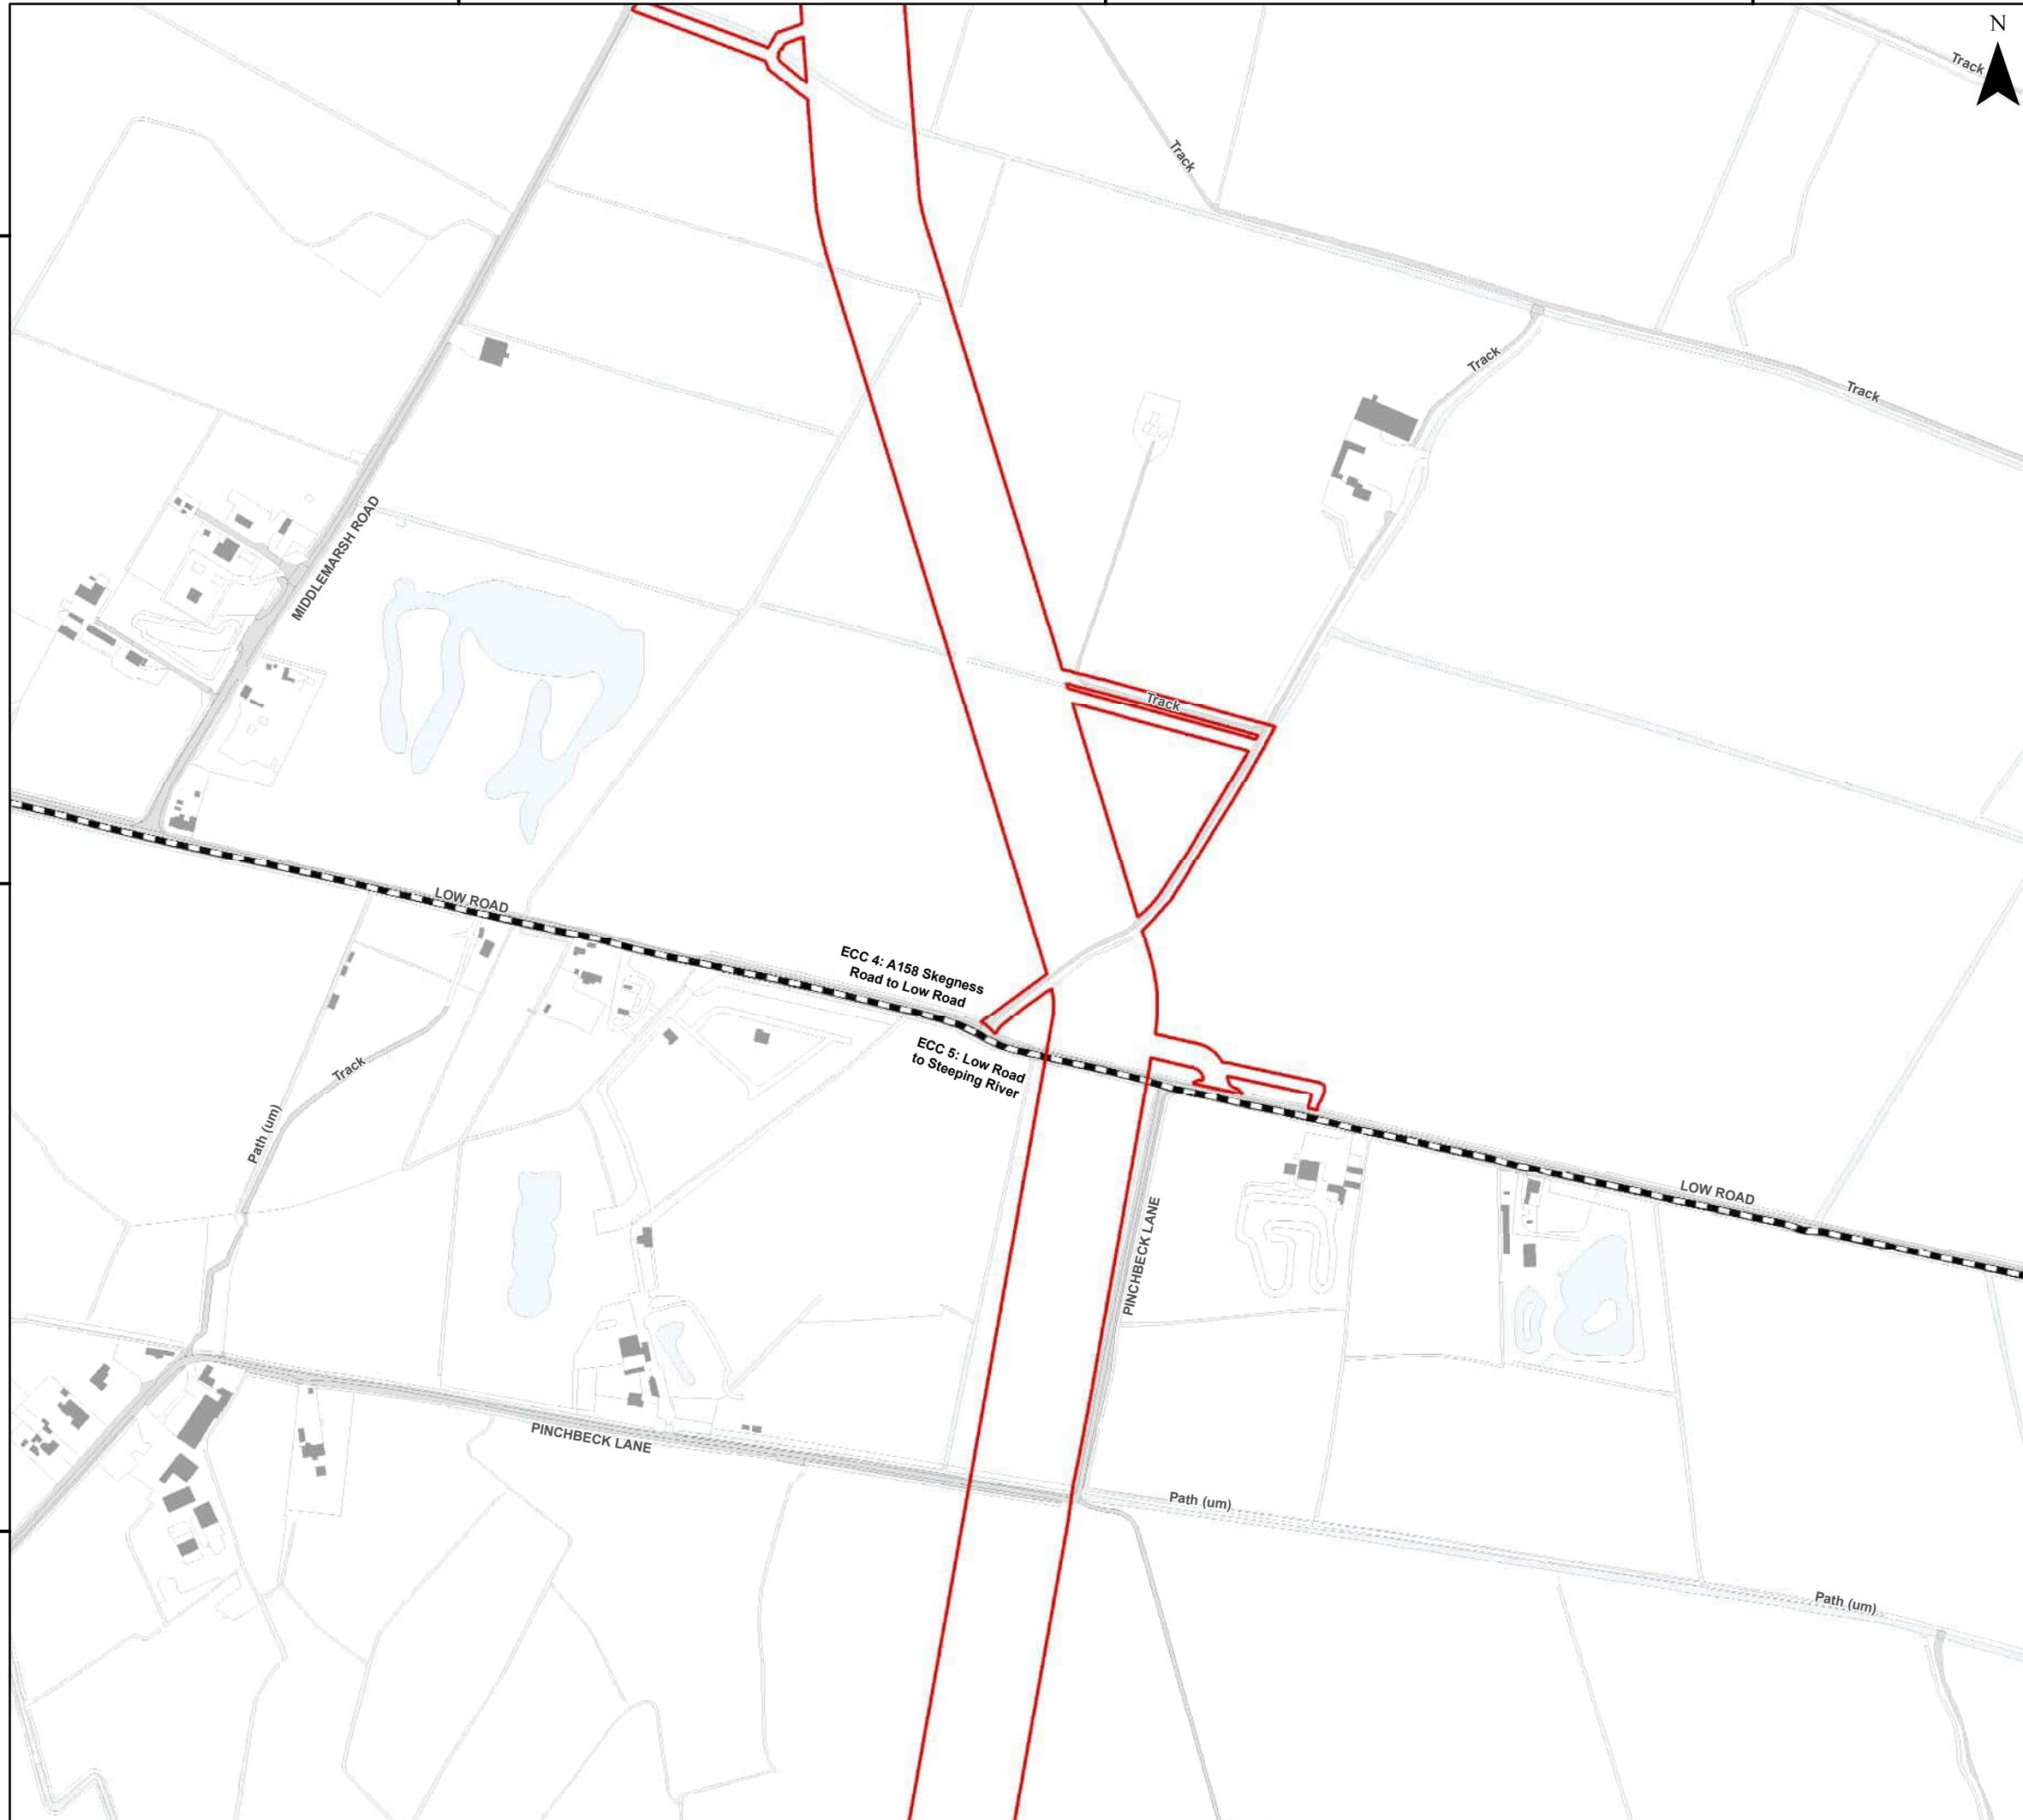 N
Track
Track
Track
Track
MIDDLEMARSH ROAD
Track
LOW ROAD
ECC 4: A158 Skegness
Road to Low Road
ECC 5: Low Road
to Steeping River
Track
Path (um)
LOW ROAD
PINCHBECK LANE
PINCHBECK LANE
Path (um)
Path (um)